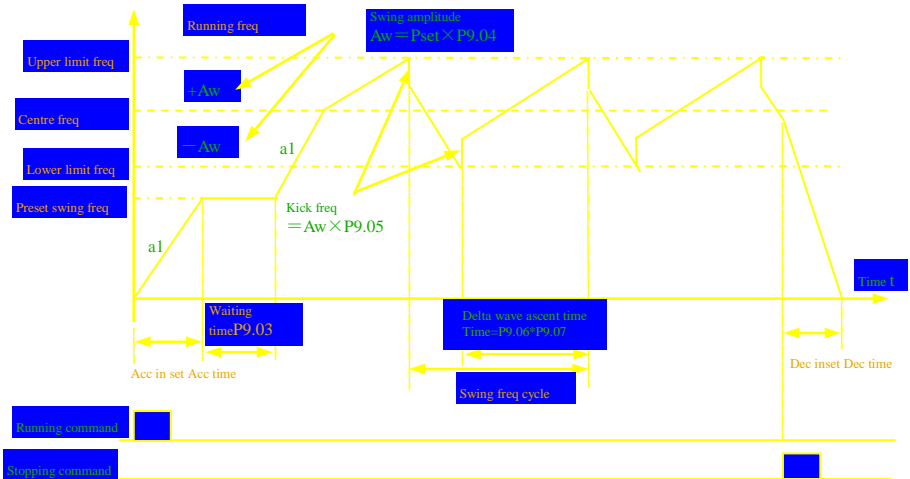 Running freq
Swing amplitude
Aw＝Pset×P9.04
Upper limit freq
+Aw
Centre freq
－Aw
a1
Lower limit freq
Preset swing freq
Kick freq
＝Aw×P9.05
a1
Time t
Waiting
timeP9.03
Delta wave ascent time
Time=P9.06*P9.07
Acc in set Acc time
Dec inset Dec time
Swing freq cycle
Running command
Stopping command